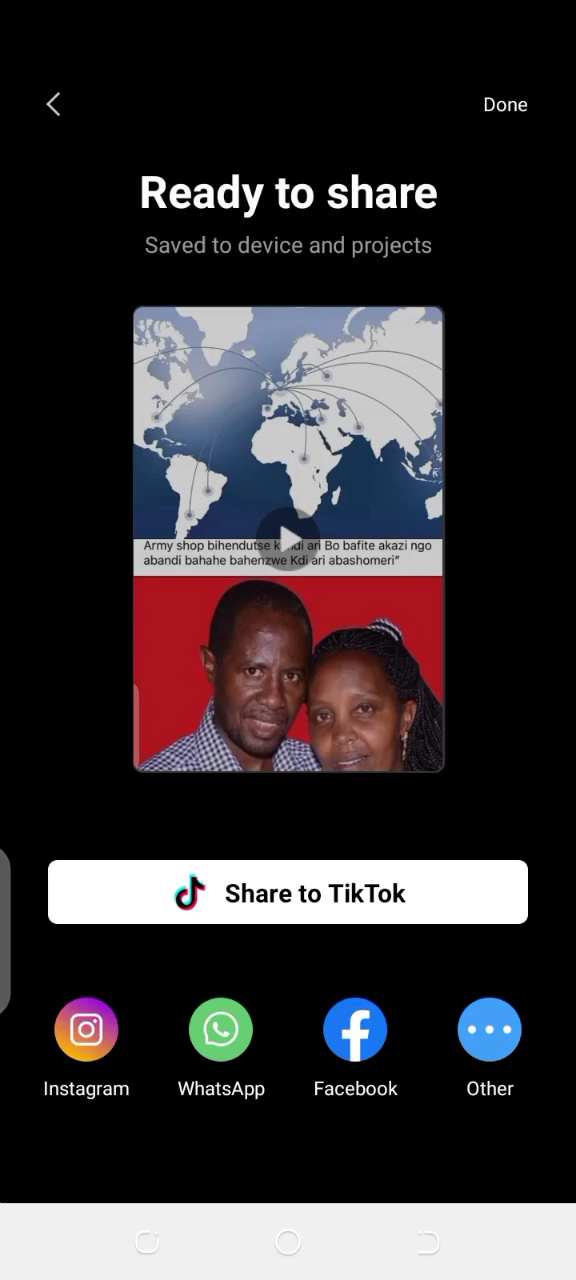 Done
Ready to share
Saved to device and projects
Army shop bihendutse ari Bo bafite akazi ngo
abandi bahahe bahenzwe Kdi ari abashomeri”
Share to TikTok
Instagram
WhatsApp
Facebook
Other